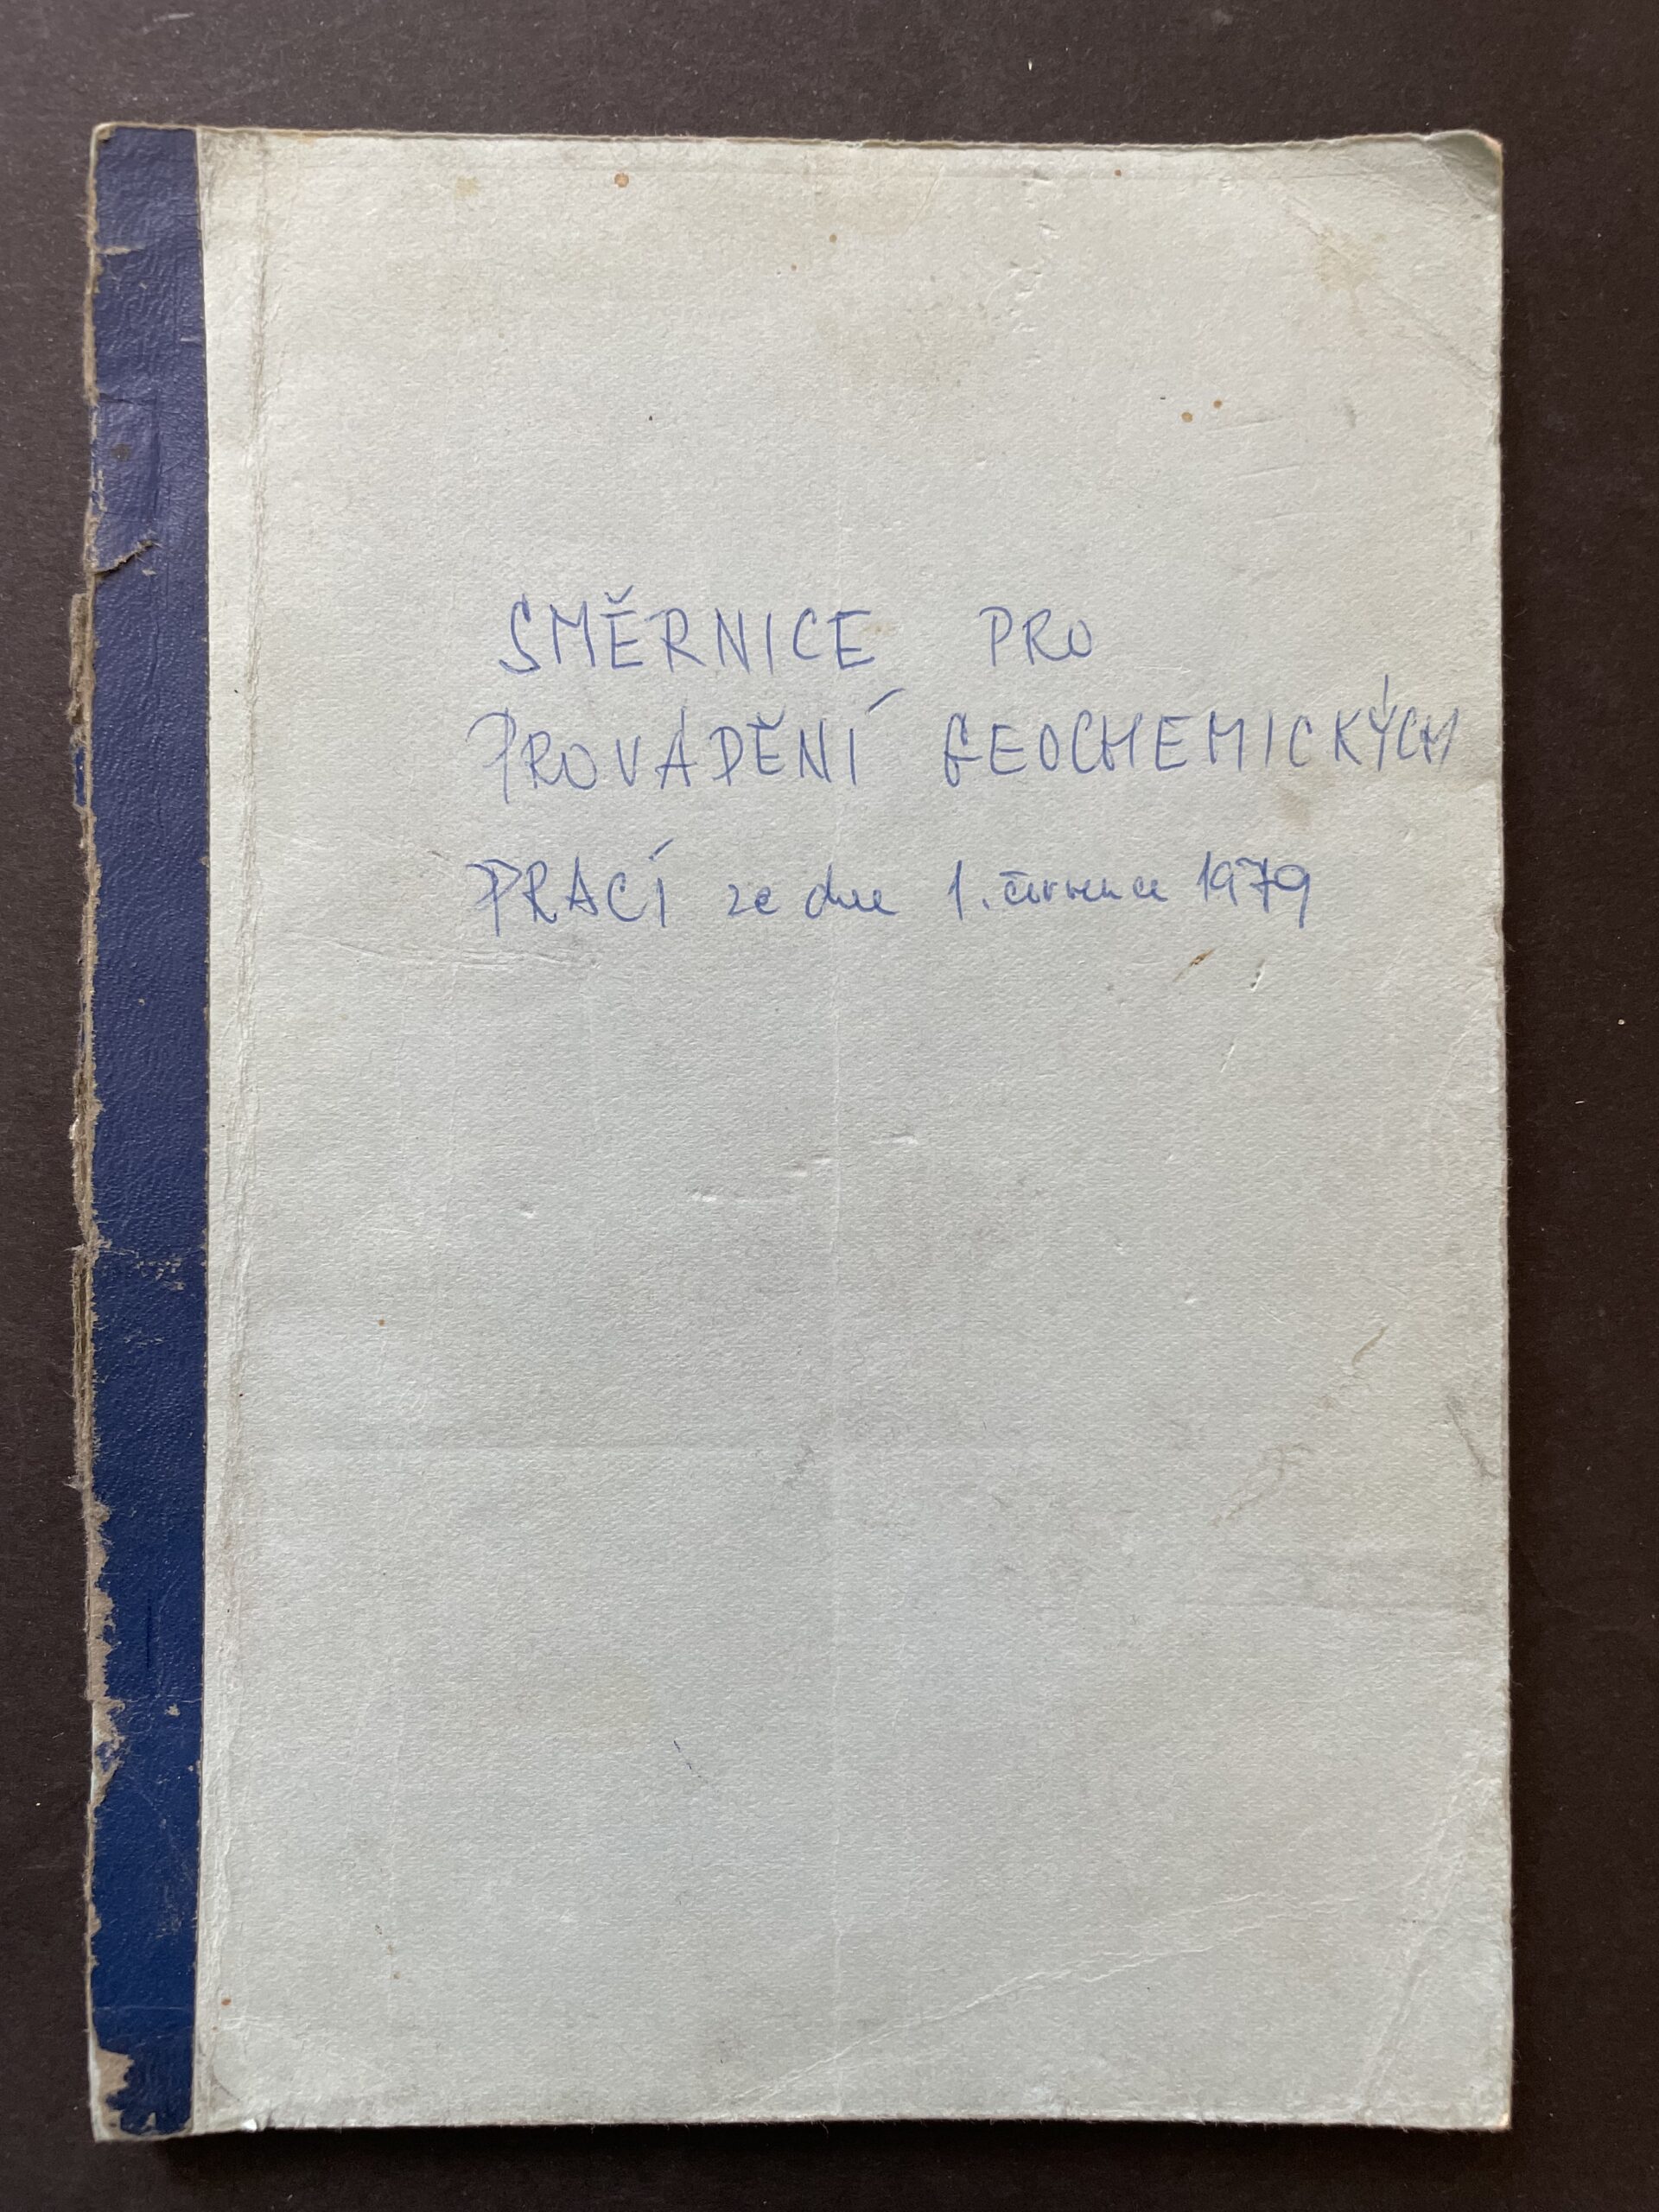 SMĚRNICE PRO
PROVÁDĚNÍ GEOCHEMICKÝCH
PRACÍ ze dne 1. července 1979